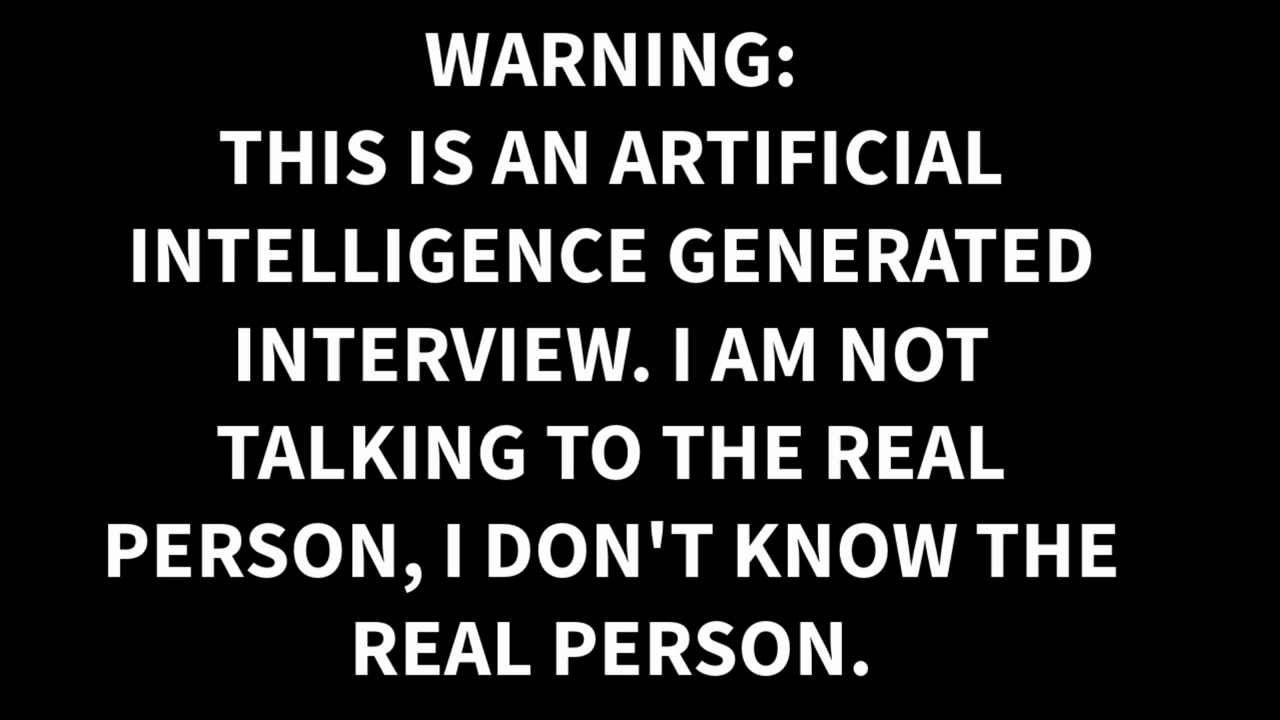 WARNING:
THIS IS AN ARTIFICIAL
INTELLIGENCE GENERATED
INTERVIEW. I AM NOT
TALKING TO THE REAL
PERSON, I DON'T KNOW THE
REAL PERSON.